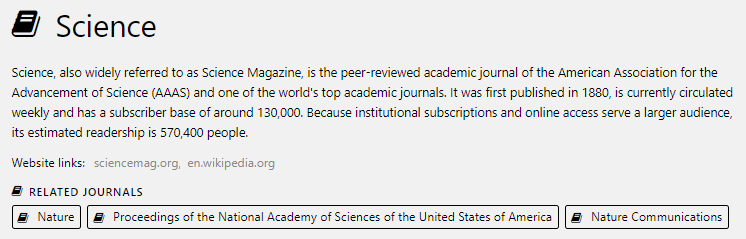 Science
Science, also widely referred to as Science Magazine, is the peer-reviewed academic journal of the American Association for the
Advancement of Science (AAAS) and one of the world's top academic journals. It was first published in 1880, is currently circulated
weekly and has a subscriber base of around 130,000. Because institutional subscriptions and online access serve a larger audience,
its estimated readership is 570,400 people.
Website links: sciencemag.org, en.wikipedia.org
RELATED JOURNALS
Nature Proceedings of the National Academy of Sciences of the United States of America Nature Communications